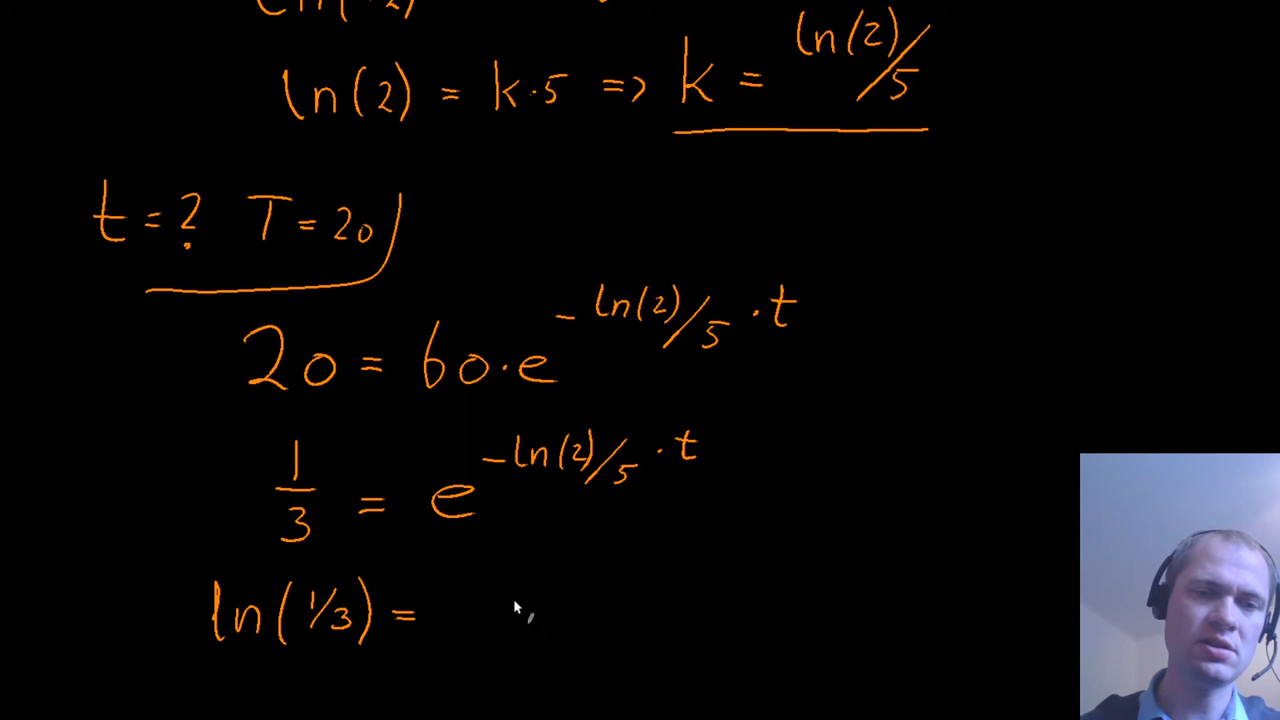 ln(2) = k·5 => k = ln(2)/5
t = ? T = 20
20 = 60·e^-ln(2)/5 · t
1/3 = e^-ln(2)/5 · t
ln(1/3) =